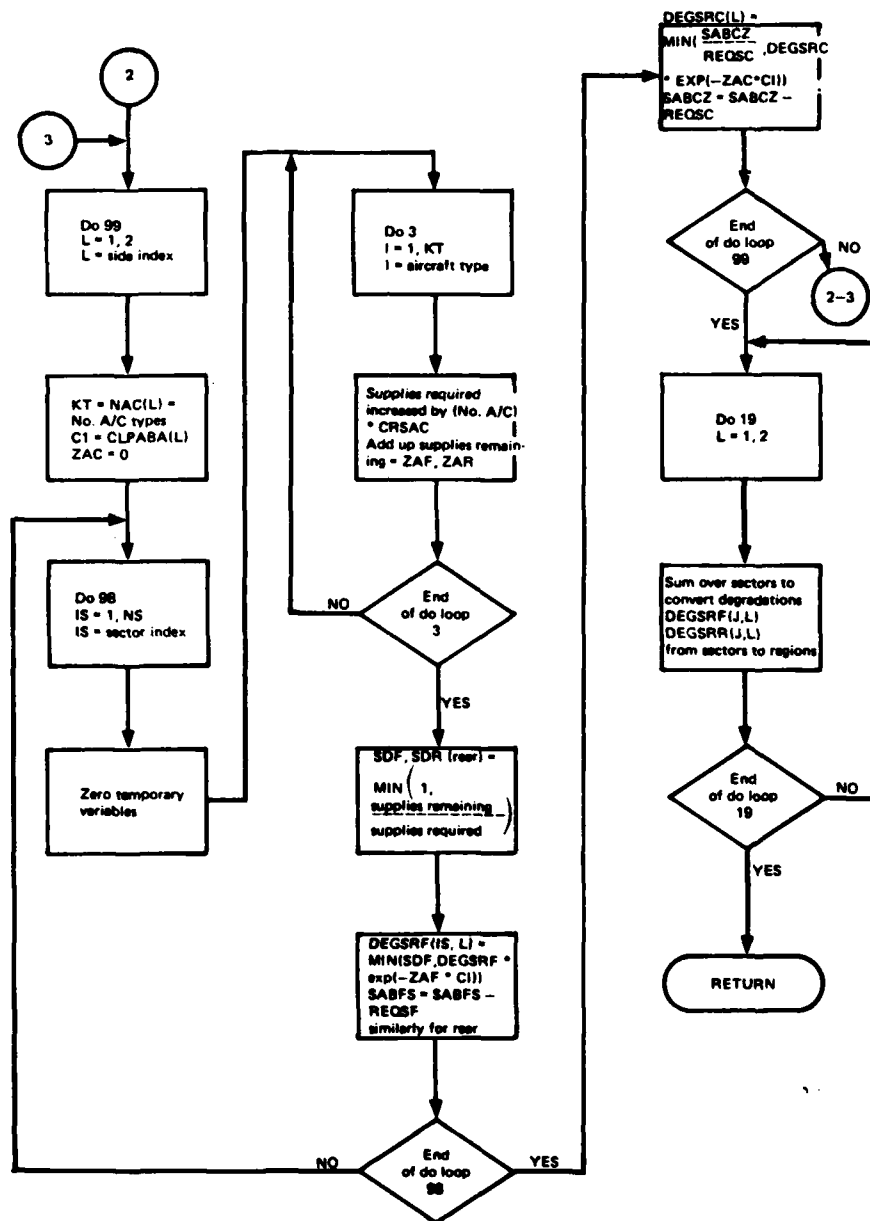 2
3
Do 99
L = 1, 2
L = side index
KT = NAC(L) =
No. A/C types
C1 = CLPABA(L)
ZAC = 0
Do 98
IS = 1, NS
IS = sector index
Zero temporary
variables
Do 3
I = 1, KT
I = aircraft type
Supplies required
increased by (No. A/C)
* CRSAC
Add up supplies remain-
ing = ZAF, ZAR
NO
End
of do loop
3
YES
SDF, SDR (rear) =
MIN ( 1,
supplies remaining
supplies required )
DEGSRF(IS, L) =
MIN(SDF,DEGSRF *
exp(-ZAF * CI))
SABFS = SABFS -
REQSF
similarly for rear
NO
End
of do loop
98
YES
DEGSRC(L) =
MIN( SABCZ ,DEGSRC
REQSC
* EXP(-ZAC*CI))
SABCZ = SABCZ -
REQSC
End
of do loop
99
NO
2-3
YES
Do 19
L = 1, 2
Sum over sectors to
convert degradations
DEGSRF(J,L)
DEGSRR(J,L)
from sectors to regions
End
of do loop
19
NO
YES
RETURN